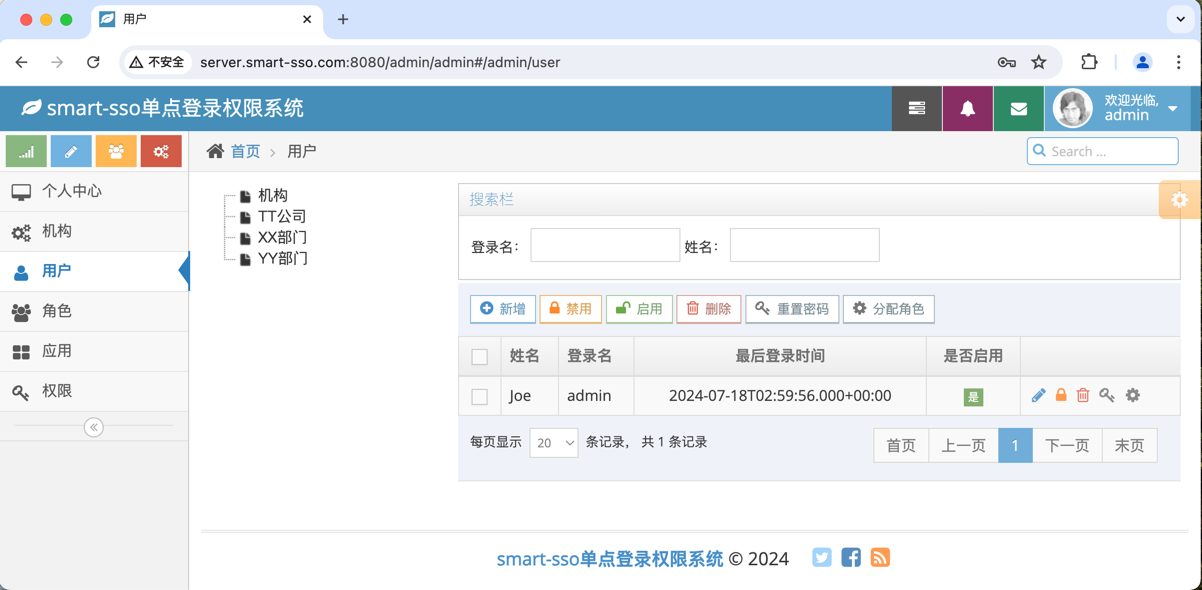 用户
不安全 server.smart-sso.com:8080/admin/admin#/admin/user
smart-sso单点登录权限系统
欢迎光临,
admin
首页 > 用户
Search ...
个人中心
机构
用户
角色
应用
权限
机构
TT公司
XX部门
YY部门
搜索栏
登录名: 姓名:
新增 禁用 启用 删除 重置密码 分配角色
姓名 登录名 最后登录时间 是否启用
Joe admin 2024-07-18T02:59:56.000+00:00 是
每页显示 20 条记录, 共 1 条记录 首页 上一页 1 下一页 末页
smart-sso单点登录权限系统 © 2024